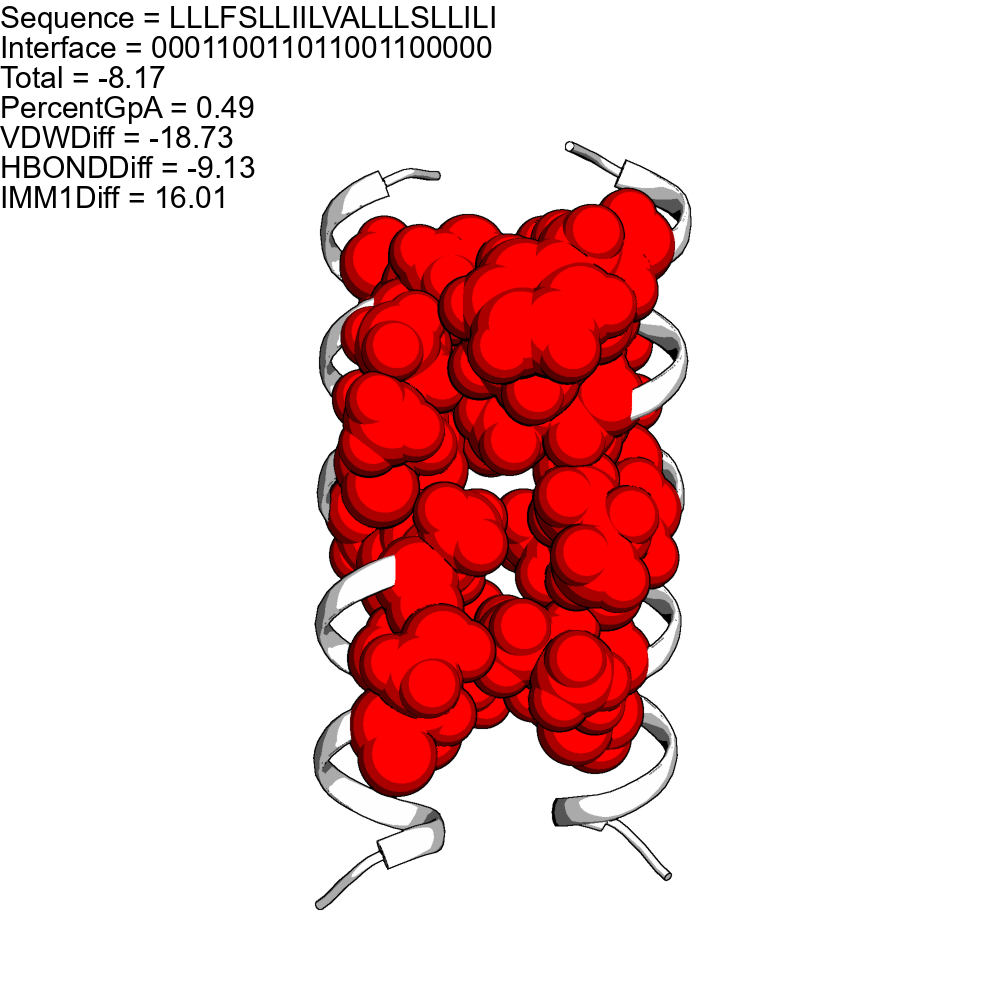 Sequence = LLLFSLLIILVALLLSLLILI
Interface = 000110011011001100000
Total = -8.17
PercentGpA = 0.49
VDWDiff = -18.73
HBONDDiff = -9.13
IMM1Diff = 16.01